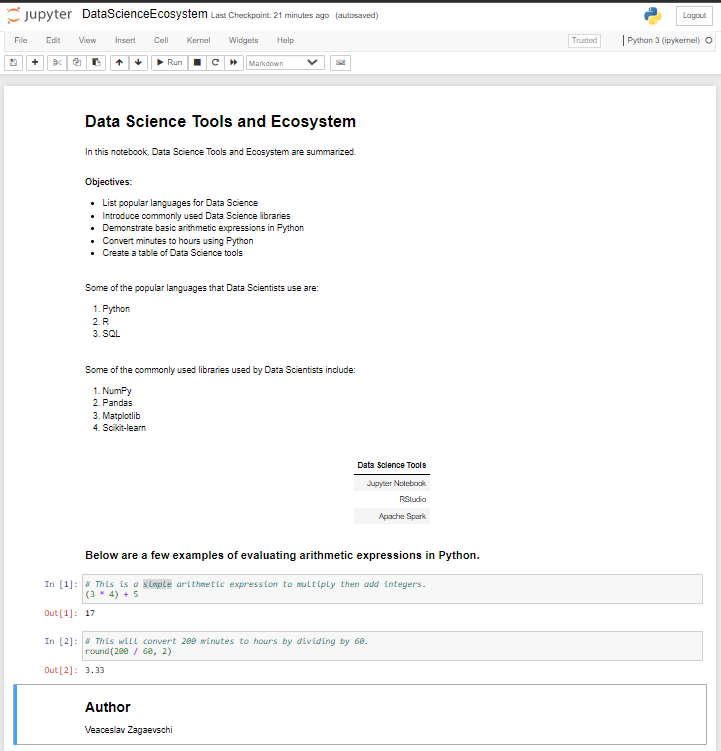 jupyter DataScienceEcosystem Last Checkpoint: 21 minutes ago (autosaved) Logout
File Edit View Insert Cell Kernel Widgets Help Trusted Python 3 (ipykernel)
Run Markdown
Data Science Tools and Ecosystem
In this notebook, Data Science Tools and Ecosystem are summarized.
Objectives:
• List popular languages for Data Science
• Introduce commonly used Data Science libraries
• Demonstrate basic arithmetic expressions in Python
• Convert minutes to hours using Python
• Create a table of Data Science tools
Some of the popular languages that Data Scientists use are:
1. Python
2. R
3. SQL
Some of the commonly used libraries used by Data Scientists include:
1. NumPy
2. Pandas
3. Matplotlib
4. Scikit-learn
Data Science Tools
Jupyter Notebook
RStudio
Apache Spark
Below are a few examples of evaluating arithmetic expressions in Python.
In [1]: # This is a simple arithmetic expression to multiply then add integers.
(3 * 4) + 5
Out[1]: 17
In [2]: # This will convert 200 minutes to hours by dividing by 60.
round(200 / 60, 2)
Out[2]: 3.33
Author
Veaceslav Zagaevschi